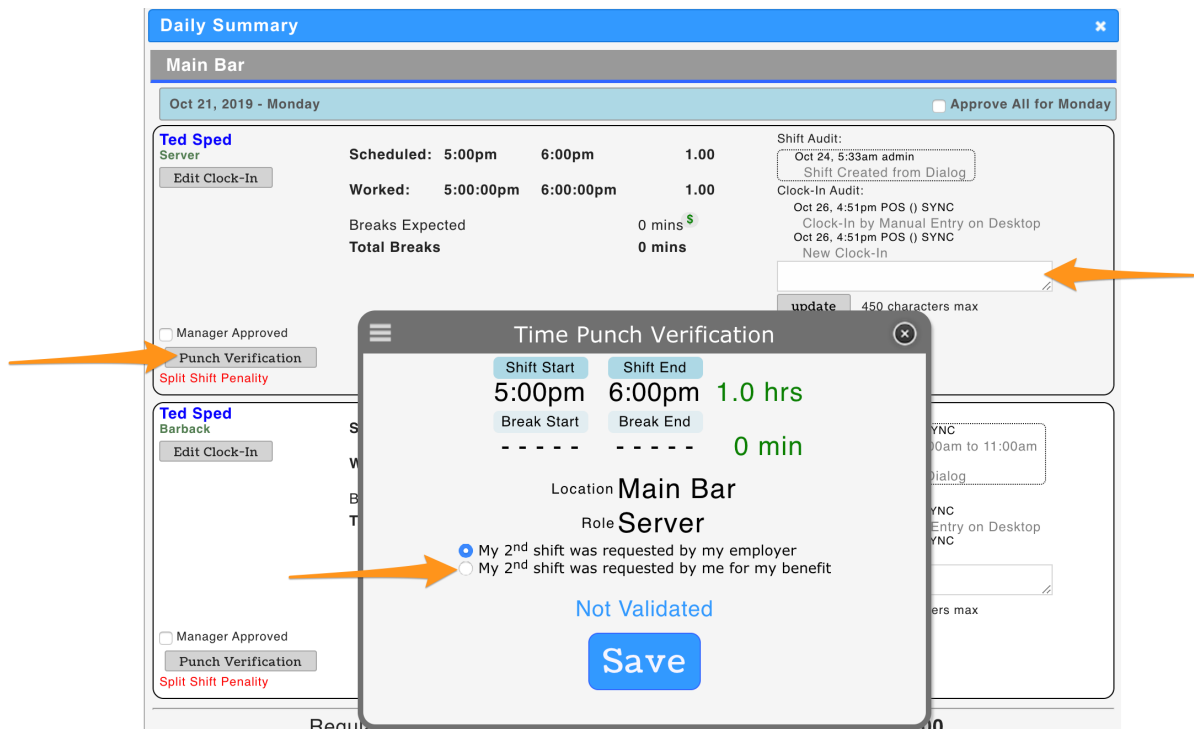 Daily Summary
Main Bar
Oct 21, 2019 - Monday
Approve All for Monday
Ted Sped
Server
Edit Clock-In
Scheduled: 5:00pm 6:00pm 1.00
Worked: 5:00:00pm 6:00:00pm 1.00
Breaks Expected 0 mins $
Total Breaks 0 mins
Shift Audit:
Oct 24, 5:33am admin
Shift Created from Dialog
Clock-In Audit:
Oct 26, 4:51pm POS () SYNC
Clock-In by Manual Entry on Desktop
Oct 26, 4:51pm POS () SYNC
New Clock-In
update 450 characters max
Manager Approved
Punch Verification
Split Shift Penality
Time Punch Verification
Shift Start Shift End
5:00pm 6:00pm 1.0 hrs
Break Start Break End
- - - - - - - - - - 0 min
Location Main Bar
Role Server
My 2nd shift was requested by my employer
My 2nd shift was requested by me for my benefit
Not Validated
Save
Ted Sped
Barback
Edit Clock-In
00am to 11:00am
Dialog
Entry on Desktop
Manager Approved
Punch Verification
Split Shift Penality
max